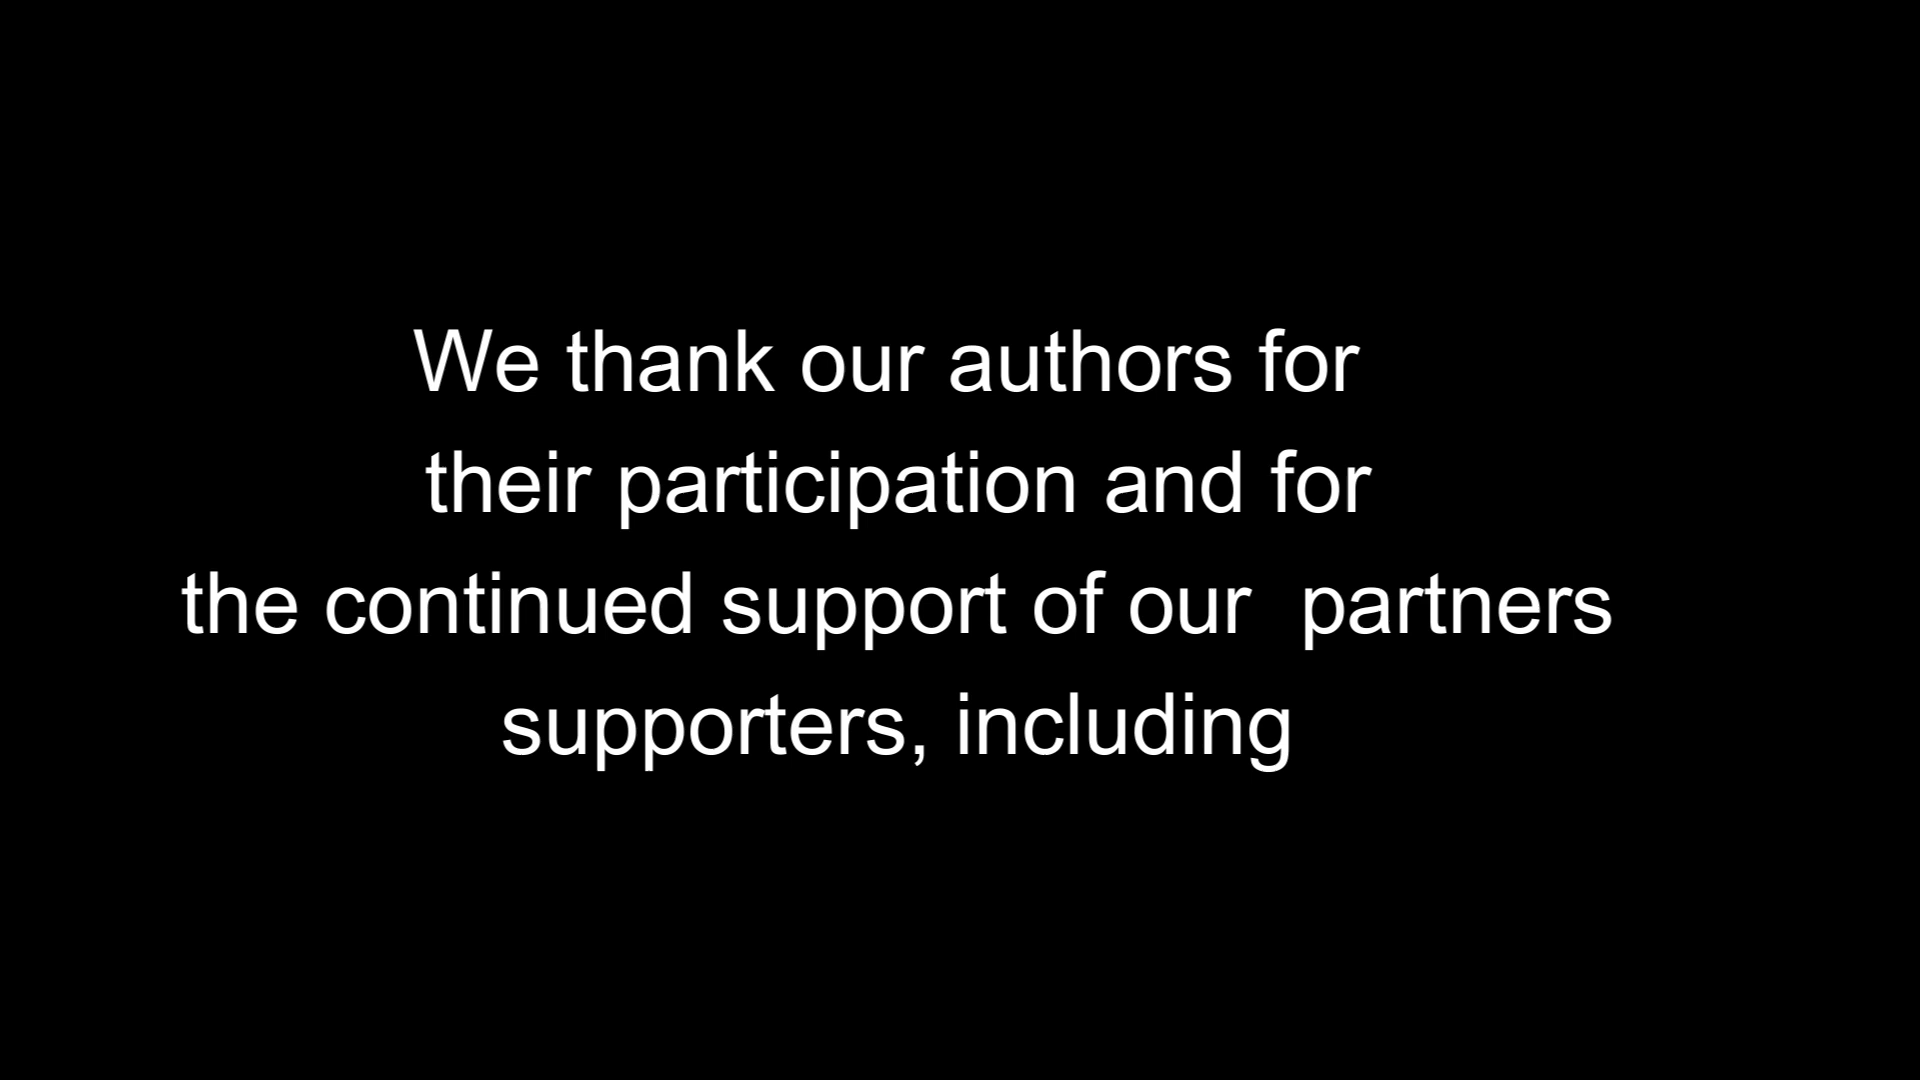 We thank our authors for
their participation and for
the continued support of our  partners
supporters, including